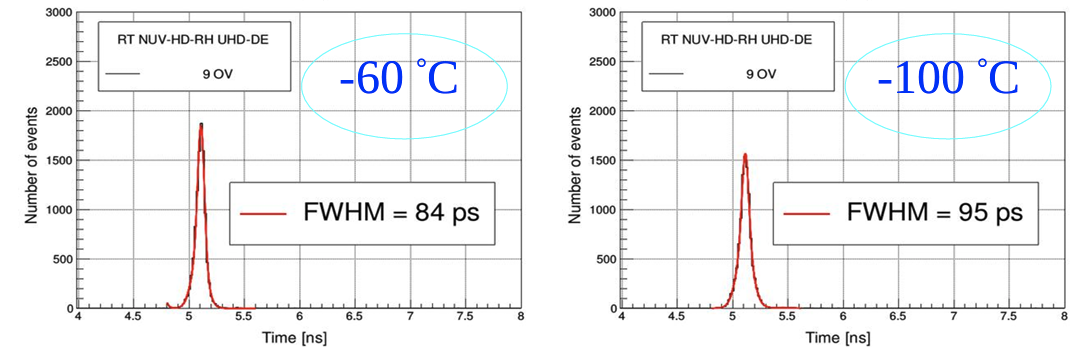 3000
2500
2000
1500
1000
500
0
Number of events
RT NUV-HD-RH UHD-DE
9 OV
-60 °C
FWHM = 84 ps
4 4.5 5 5.5 6 6.5 7 7.5 8
Time [ns]
3000
2500
2000
1500
1000
500
0
Number of events
RT NUV-HD-RH UHD-DE
9 OV
-100 °C
FWHM = 95 ps
4 4.5 5 5.5 6 6.5 7 7.5 8
Time [ns]